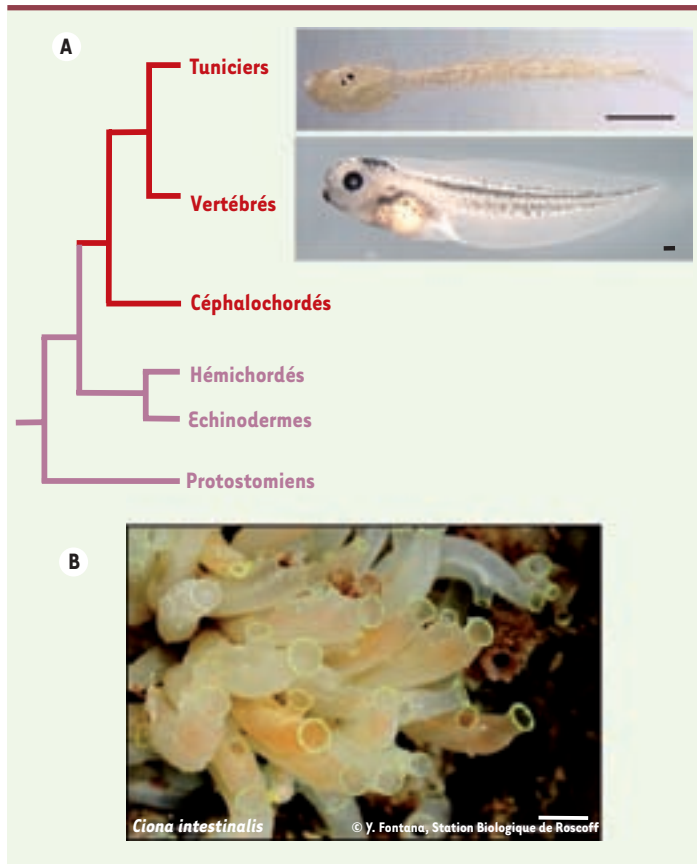 A
Tuniciers
Vertébrés
Céphalochordés
Hémichordés
Echinodermes
Protostomiens
B
Ciona intestinalis
© Y. Fontana, Station Biologique de Roscoff